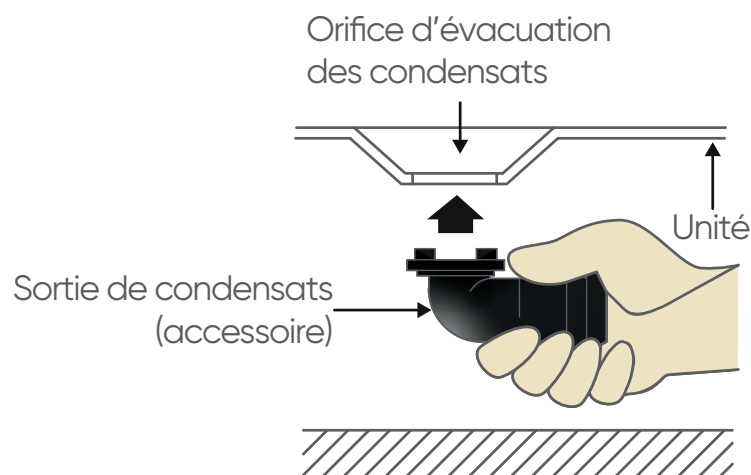 Orifice d’évacuation
des condensats
Unité
Sortie de condensats
(accessoire)